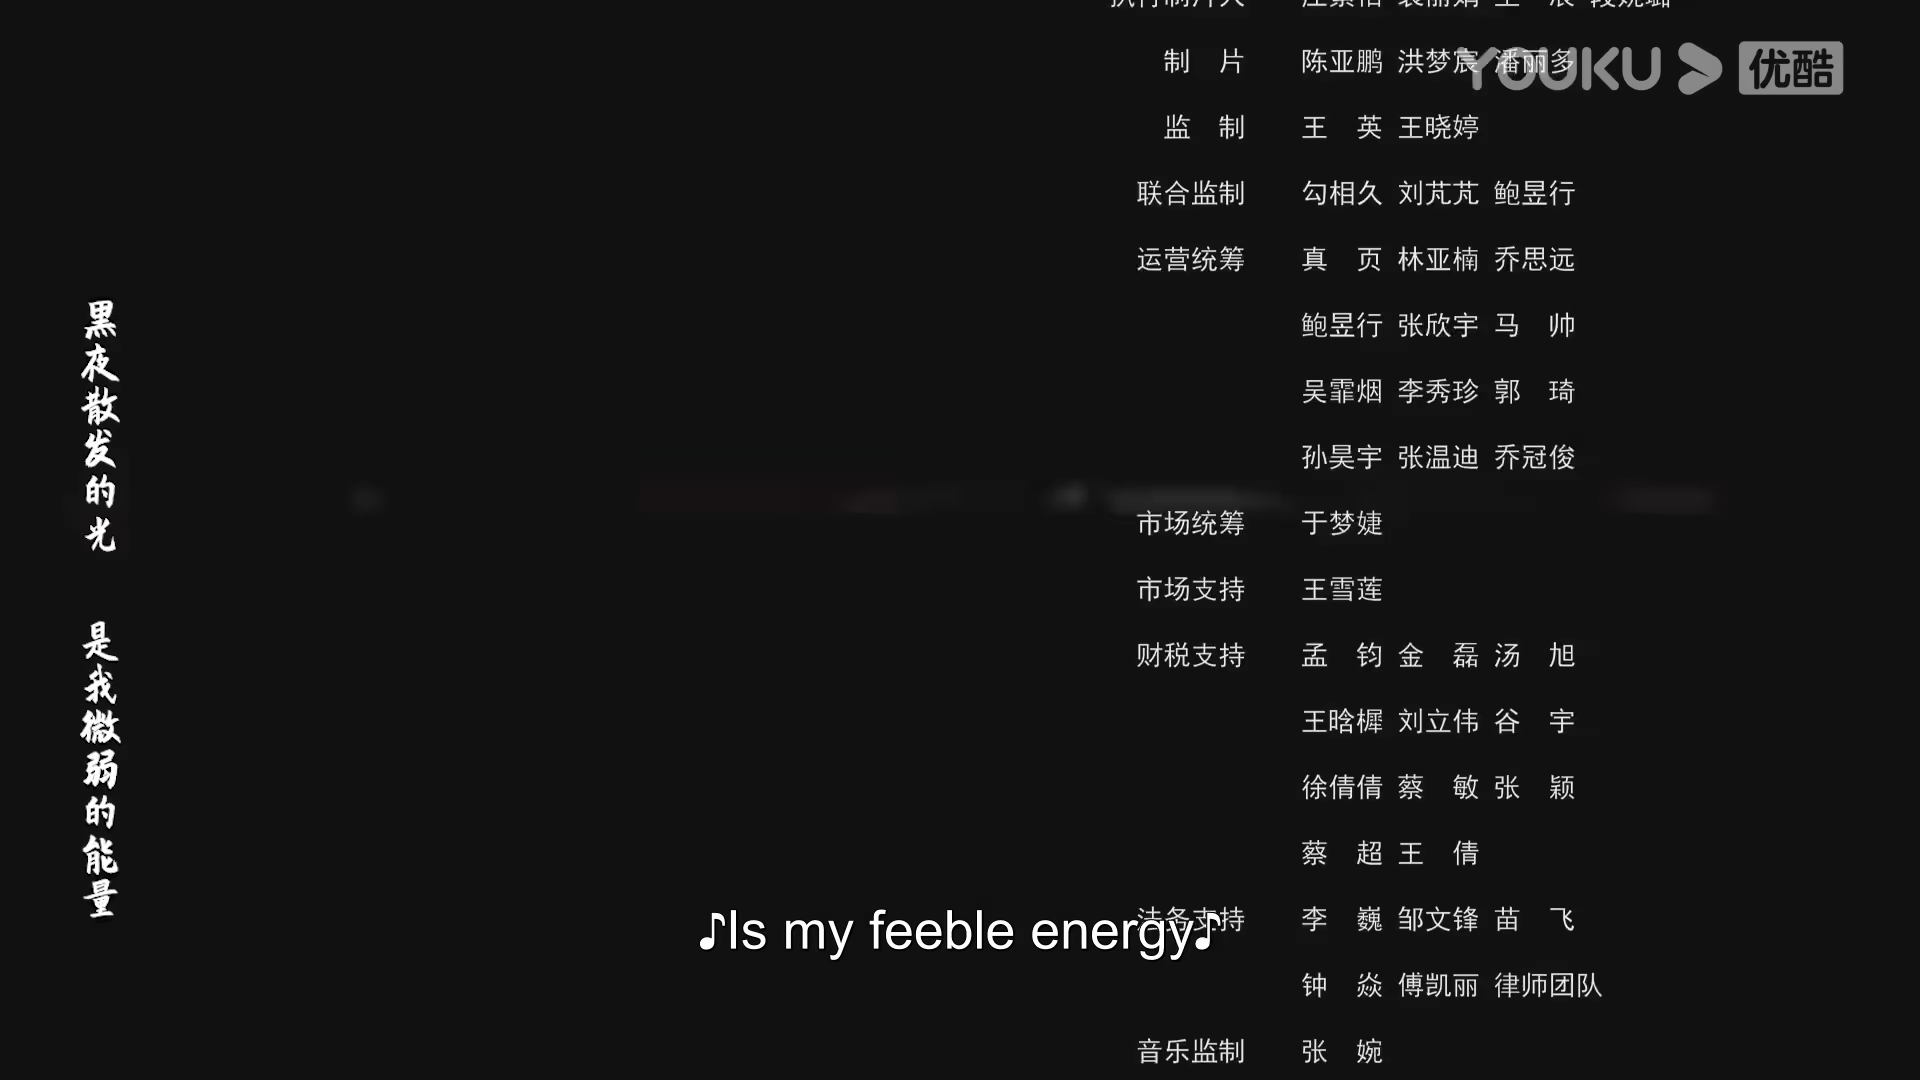 制 片 陈亚鹏 洪梦宸 潘丽多
YOUKU 优酷
监 制 王 英 王晓婷
联合监制 勾相久 刘芃芃 鲍昱行
运营统筹 真 页 林亚楠 乔思远
鲍昱行 张欣宇 马 帅
吴霏烟 李秀珍 郭 琦
孙昊宇 张温迪 乔冠俊
市场统筹 于梦婕
市场支持 王雪莲
财税支持 孟 钧 金 磊 汤 旭
王晗樨 刘立伟 谷 宇
徐倩倩 蔡 敏 张 颖
蔡 超 王 倩
法务支持 李 巍 邹文锋 苗 飞
钟 焱 傅凯丽 律师团队
音乐监制 张 婉
黑夜散发的光
是我微弱的能量
♪Is my feeble energy♪